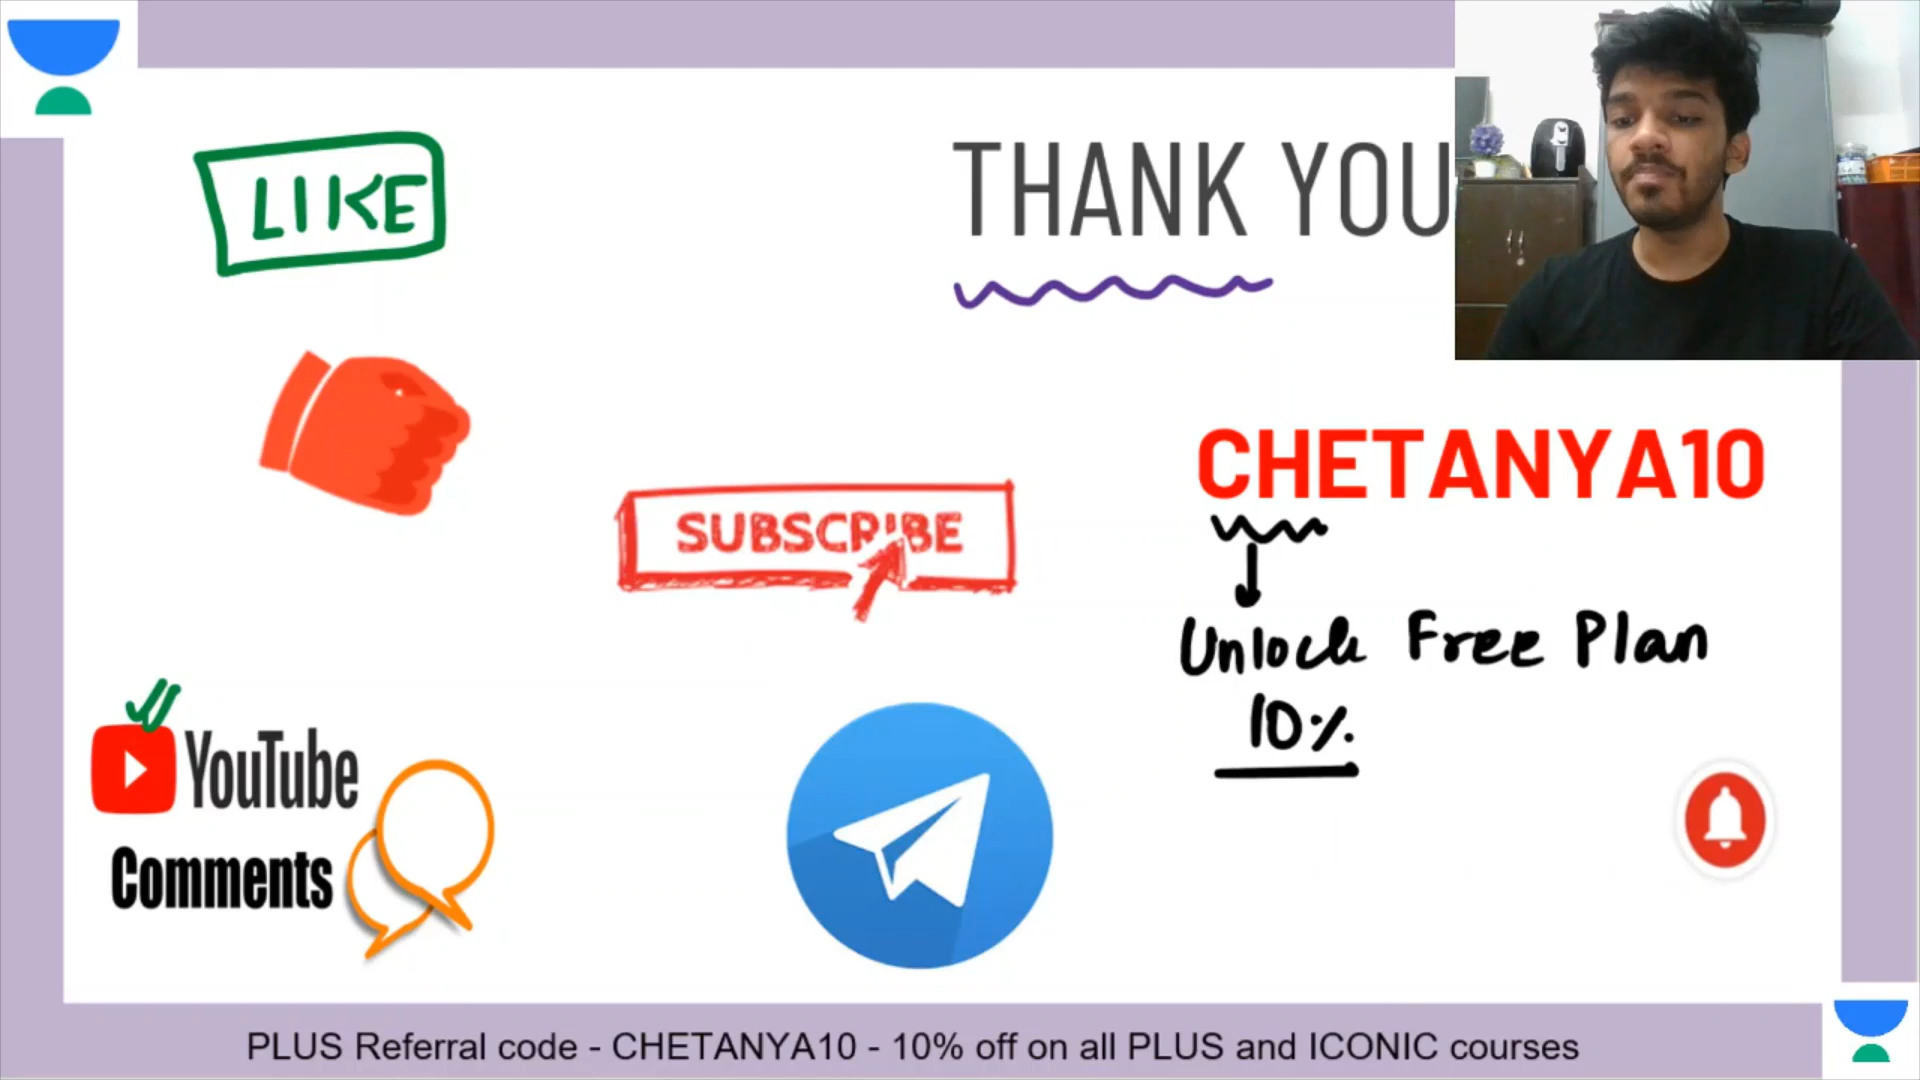 LIKE
THANK YOU
CHETANYA10
SUBSCRIBE
Unlock Free Plan
10%
YouTube
Comments
PLUS Referral code - CHETANYA10 - 10% off on all PLUS and ICONIC courses